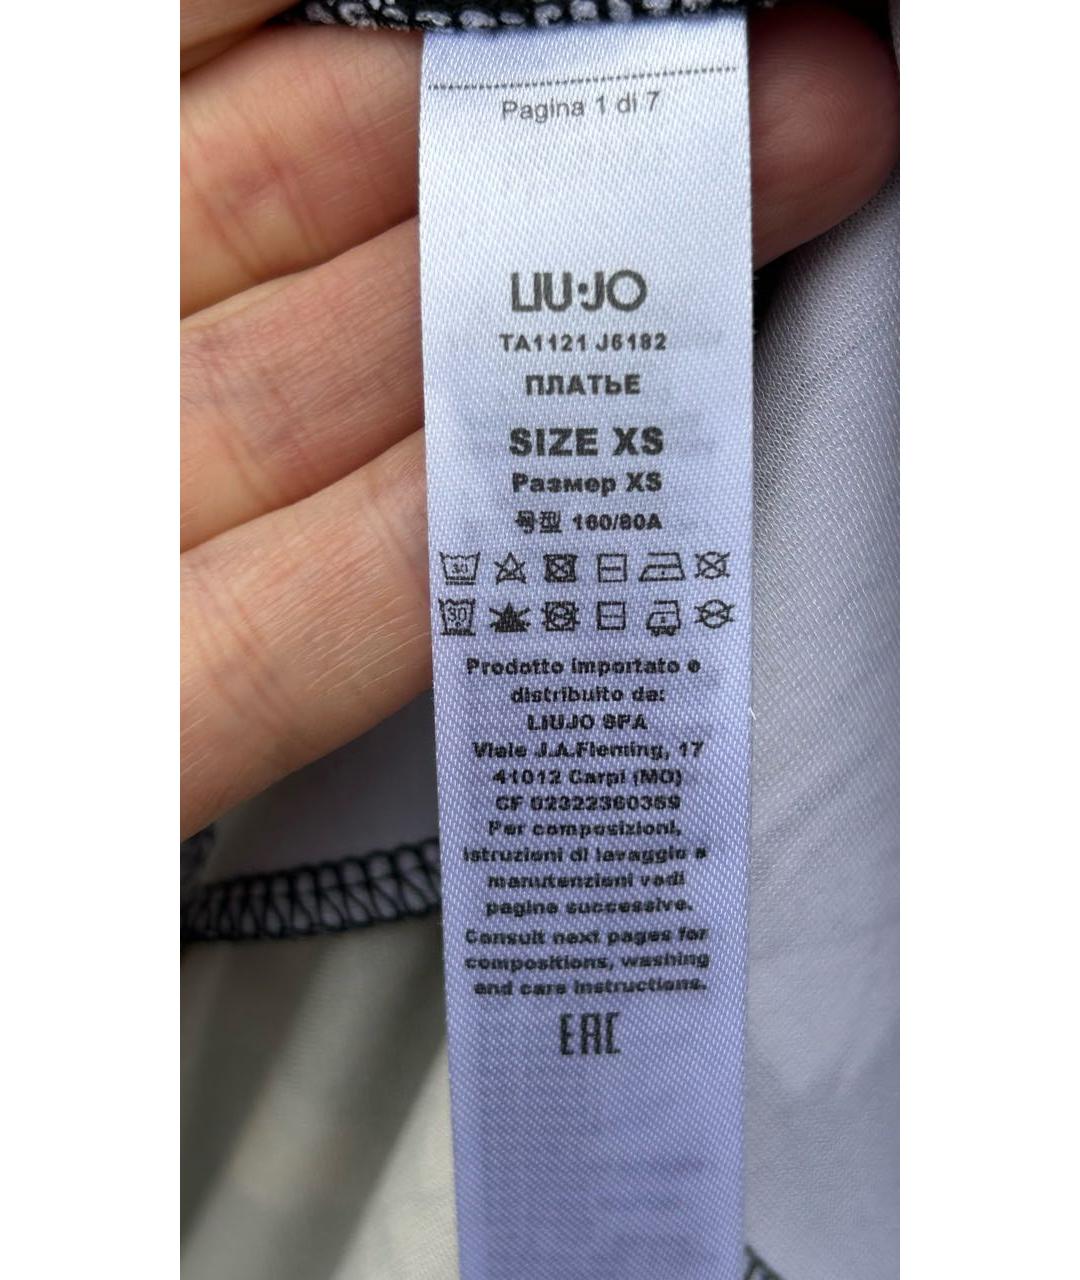 Pagina 1 di 7
LIU·JO
TA1121 J6182
ПЛАТЬЕ
SIZE XS
Размер XS
号型 160/80A
Prodotto importato e
distribuito da:
LIUJO SPA
Viale J.A.Fleming, 17
41012 Carpi (MO)
CF 02322360369
Per composizioni,
istruzioni di lavaggio e
manutenzioni vedi
pagine successive.
Consult next pages for
compositions, washing
and care instructions.
EAC